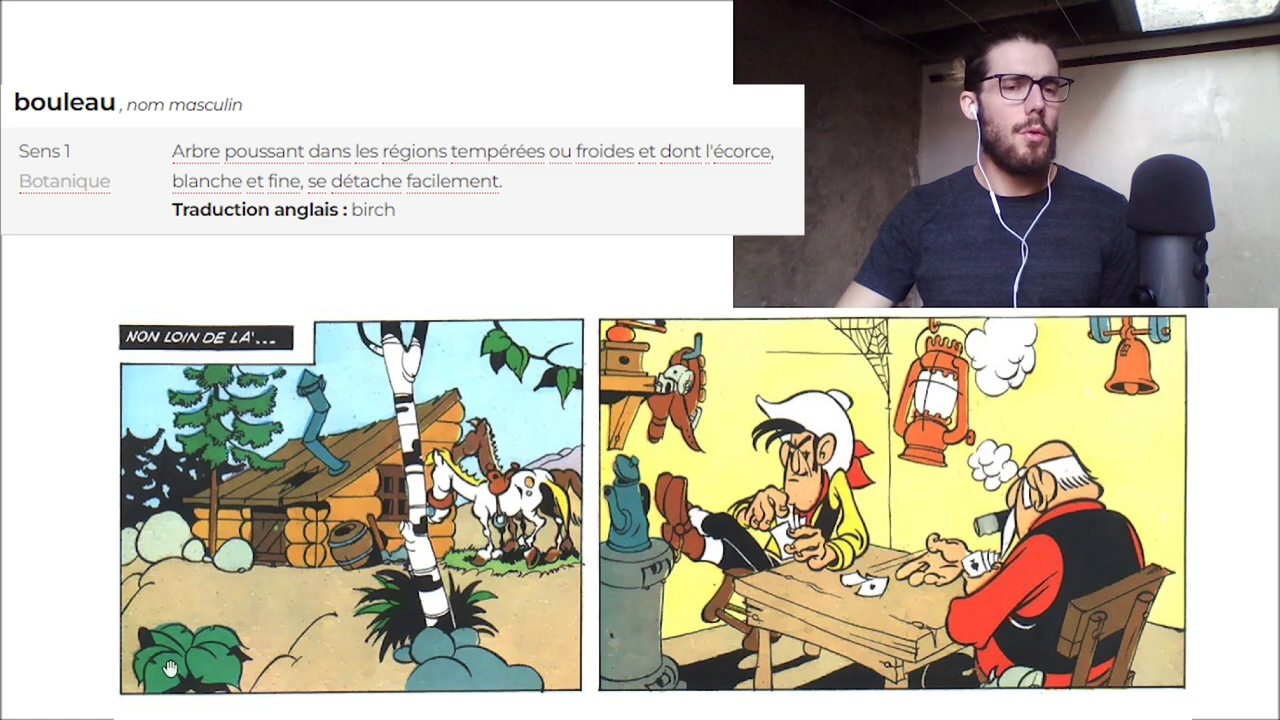 bouleau, nom masculin
Sens 1
Botanique
Arbre poussant dans les régions tempérées ou froides et dont l'écorce,
blanche et fine, se détache facilement.
Traduction anglais : birch
NON LOIN DE LÀ...